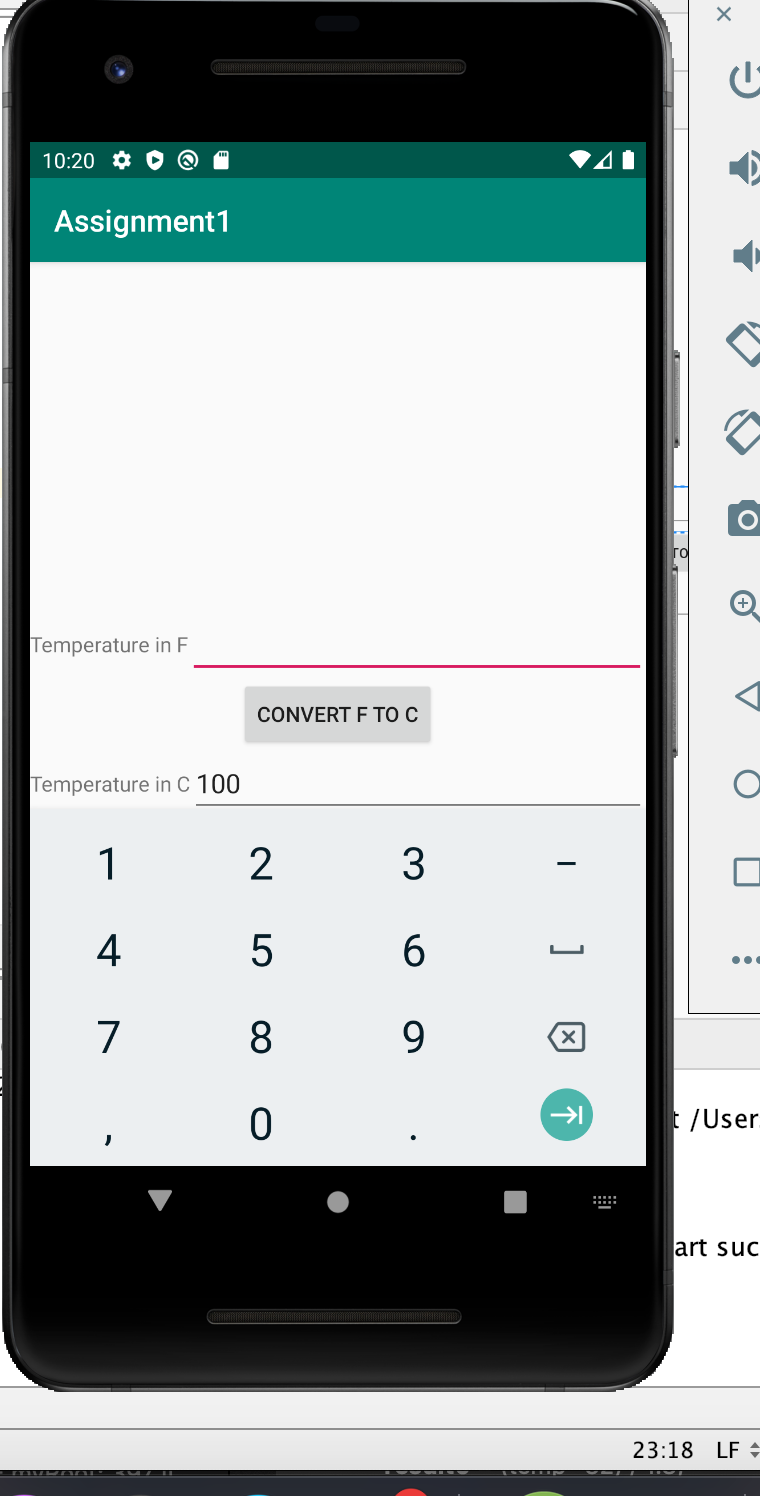 10:20
Assignment1
Temperature in F
CONVERT F TO C
TO
Temperature in C 100
1 2 3 −
4 5 6
7 8 9
, 0 .
t /User
art suc
23:18 LF